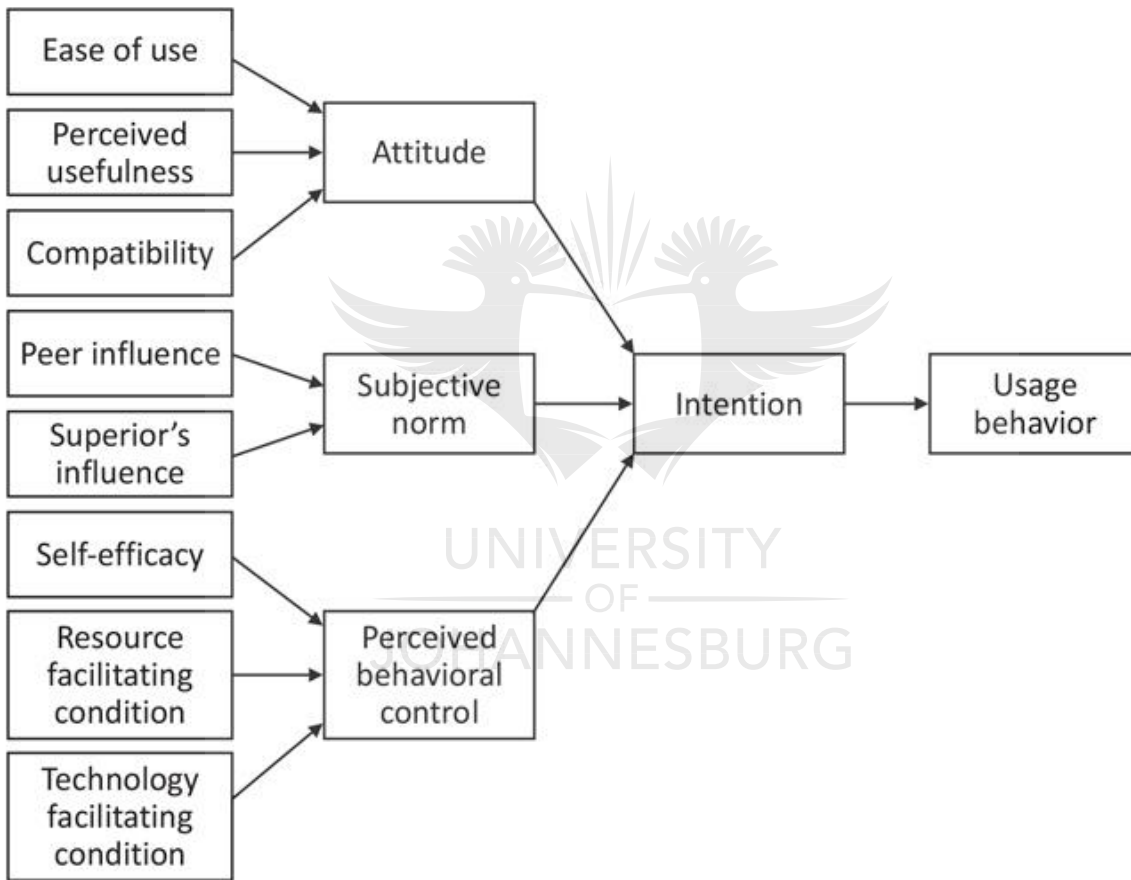 Ease of use
Perceived
usefulness
Compatibility
Peer influence
Superior's
influence
Self-efficacy
Resource
facilitating
condition
Technology
facilitating
condition
Attitude
Subjective
norm
Perceived
behavioral
control
Intention
Usage
behavior
UNIVERSITY
OF
JOHANNESBURG